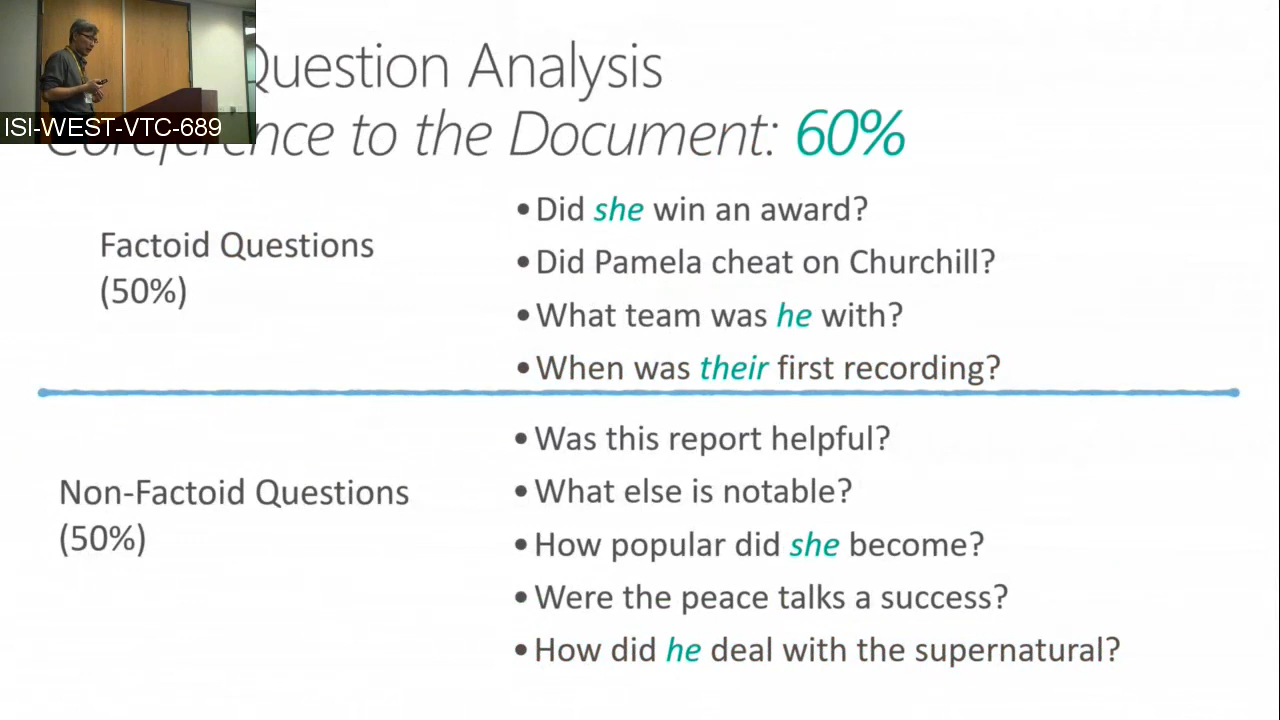 Question Analysis
ISI-WEST-VTC-689
Coreference to the Document: 60%
• Did she win an award?
Factoid Questions
(50%)
• Did Pamela cheat on Churchill?
• What team was he with?
• When was their first recording?
• Was this report helpful?
• What else is notable?
Non-Factoid Questions
(50%)
• How popular did she become?
• Were the peace talks a success?
• How did he deal with the supernatural?